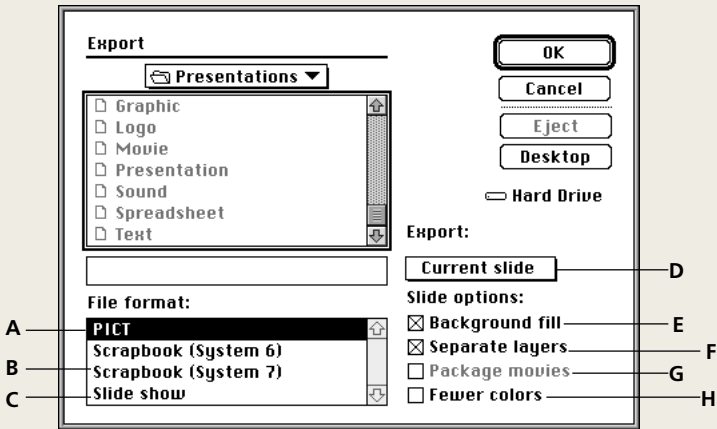 Export
Presentations
Graphic
Logo
Movie
Presentation
Sound
Spreadsheet
Text
OK
Cancel
Eject
Desktop
Hard Drive
Export:
Current slide
D
File format:
PICT
Scrapbook (System 6)
Scrapbook (System 7)
Slide show
A
B
C
Slide options:
Background fill
E
Separate layers
F
Package movies
G
Fewer colors
H